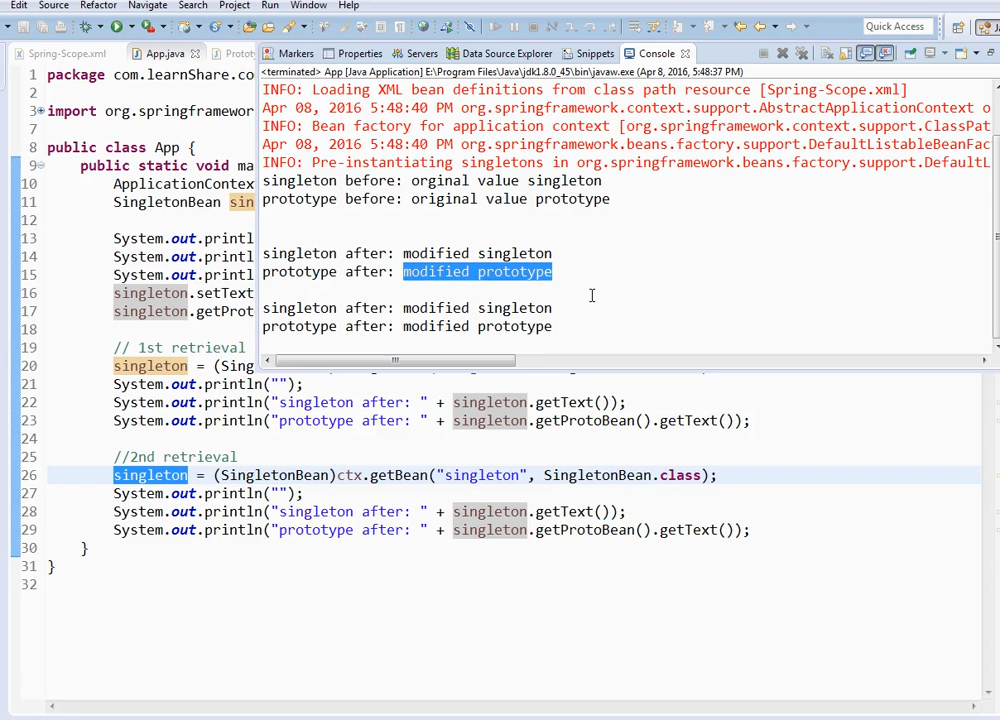 File Source Refactor Navigate Search Project Run Window Help
Quick Access
Spring-Scope.xml App.java Protot
Markers Properties Servers Data Source Explorer Snippets Console
<terminated> App [Java Application] E:\Program Files\Java\jdk1.8.0_45\bin\javaw.exe (Apr 8, 2016, 5:48:37 PM)
INFO: Loading XML bean definitions from class path resource [Spring-Scope.xml]
Apr 08, 2016 5:48:40 PM org.springframework.context.support.AbstractApplicationContext o
INFO: Bean factory for application context [org.springframework.context.support.ClassPat
Apr 08, 2016 5:48:40 PM org.springframework.beans.factory.support.DefaultListableBeanFac
INFO: Pre-instantiating singletons in org.springframework.beans.factory.support.DefaultL
singleton before: orginal value singleton
prototype before: original value prototype
singleton after: modified singleton
prototype after: modified prototype
singleton after: modified singleton
prototype after: modified prototype
1 package com.learnShare.co
2
3 import org.springframewor
7
8 public class App {
9 public static void ma
10 ApplicationContex
11 SingletonBean sin
12
13 System.out.printl
14 System.out.printl
15 System.out.printl
16 singleton.setText
17 singleton.getProt
18
19 // 1st retrieval
20 singleton = (Sing
21 System.out.println("");
22 System.out.println("singleton after: " + singleton.getText());
23 System.out.println("prototype after: " + singleton.getProtoBean().getText());
24
25 //2nd retrieval
26 singleton = (SingletonBean)ctx.getBean("singleton", SingletonBean.class);
27 System.out.println("");
28 System.out.println("singleton after: " + singleton.getText());
29 System.out.println("prototype after: " + singleton.getProtoBean().getText());
30 }
31 }
32